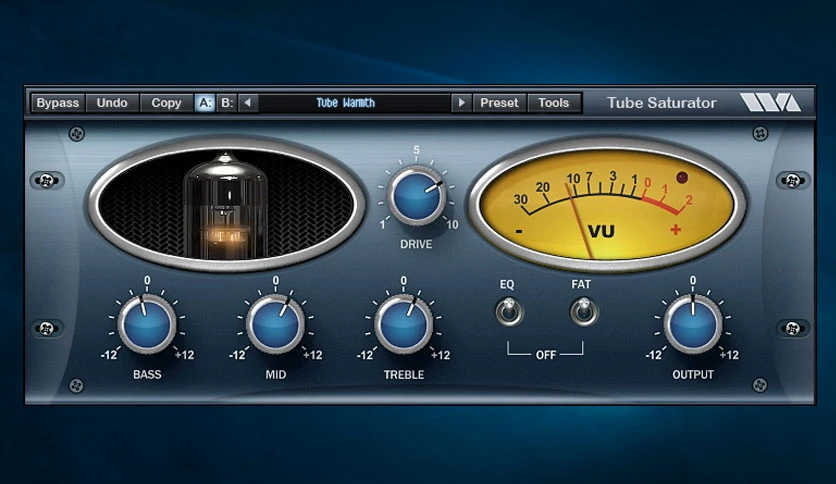 Bypass Undo Copy A: B: Tube Warmth Preset Tools Tube Saturator
5
1 10
DRIVE
30 20 10 7 3 1 0 1 2
- VU +
0 0 0 EQ FAT 0
-12 +12 -12 +12 -12 +12 OFF -12 +12
BASS MID TREBLE OUTPUT